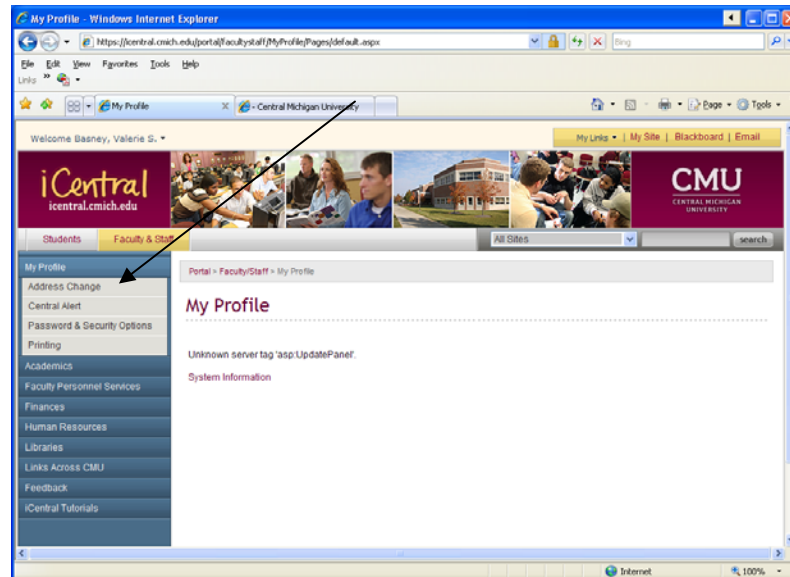 My Profile - Windows Internet Explorer
https://icentral.cmich.edu/portal/facultystaff/MyProfile/Pages/default.aspx
Bing
File Edit View Favorites Tools Help
Links »
My Profile
- Central Michigan University
Page Tools
Welcome Basney, Valerie S.
My Links | My Site | Blackboard | Email
iCentral
icentral.cmich.edu
CMU
CENTRAL MICHIGAN
UNIVERSITY
Students Faculty & Staff
All Sites
search
My Profile
Address Change
Central Alert
Password & Security Options
Printing
Academics
Faculty Personnel Services
Finances
Human Resources
Libraries
Links Across CMU
Feedback
iCentral Tutorials
Portal > Faculty/Staff > My Profile
My Profile
Unknown server tag 'asp:UpdatePanel'.
System Information
Internet
100%